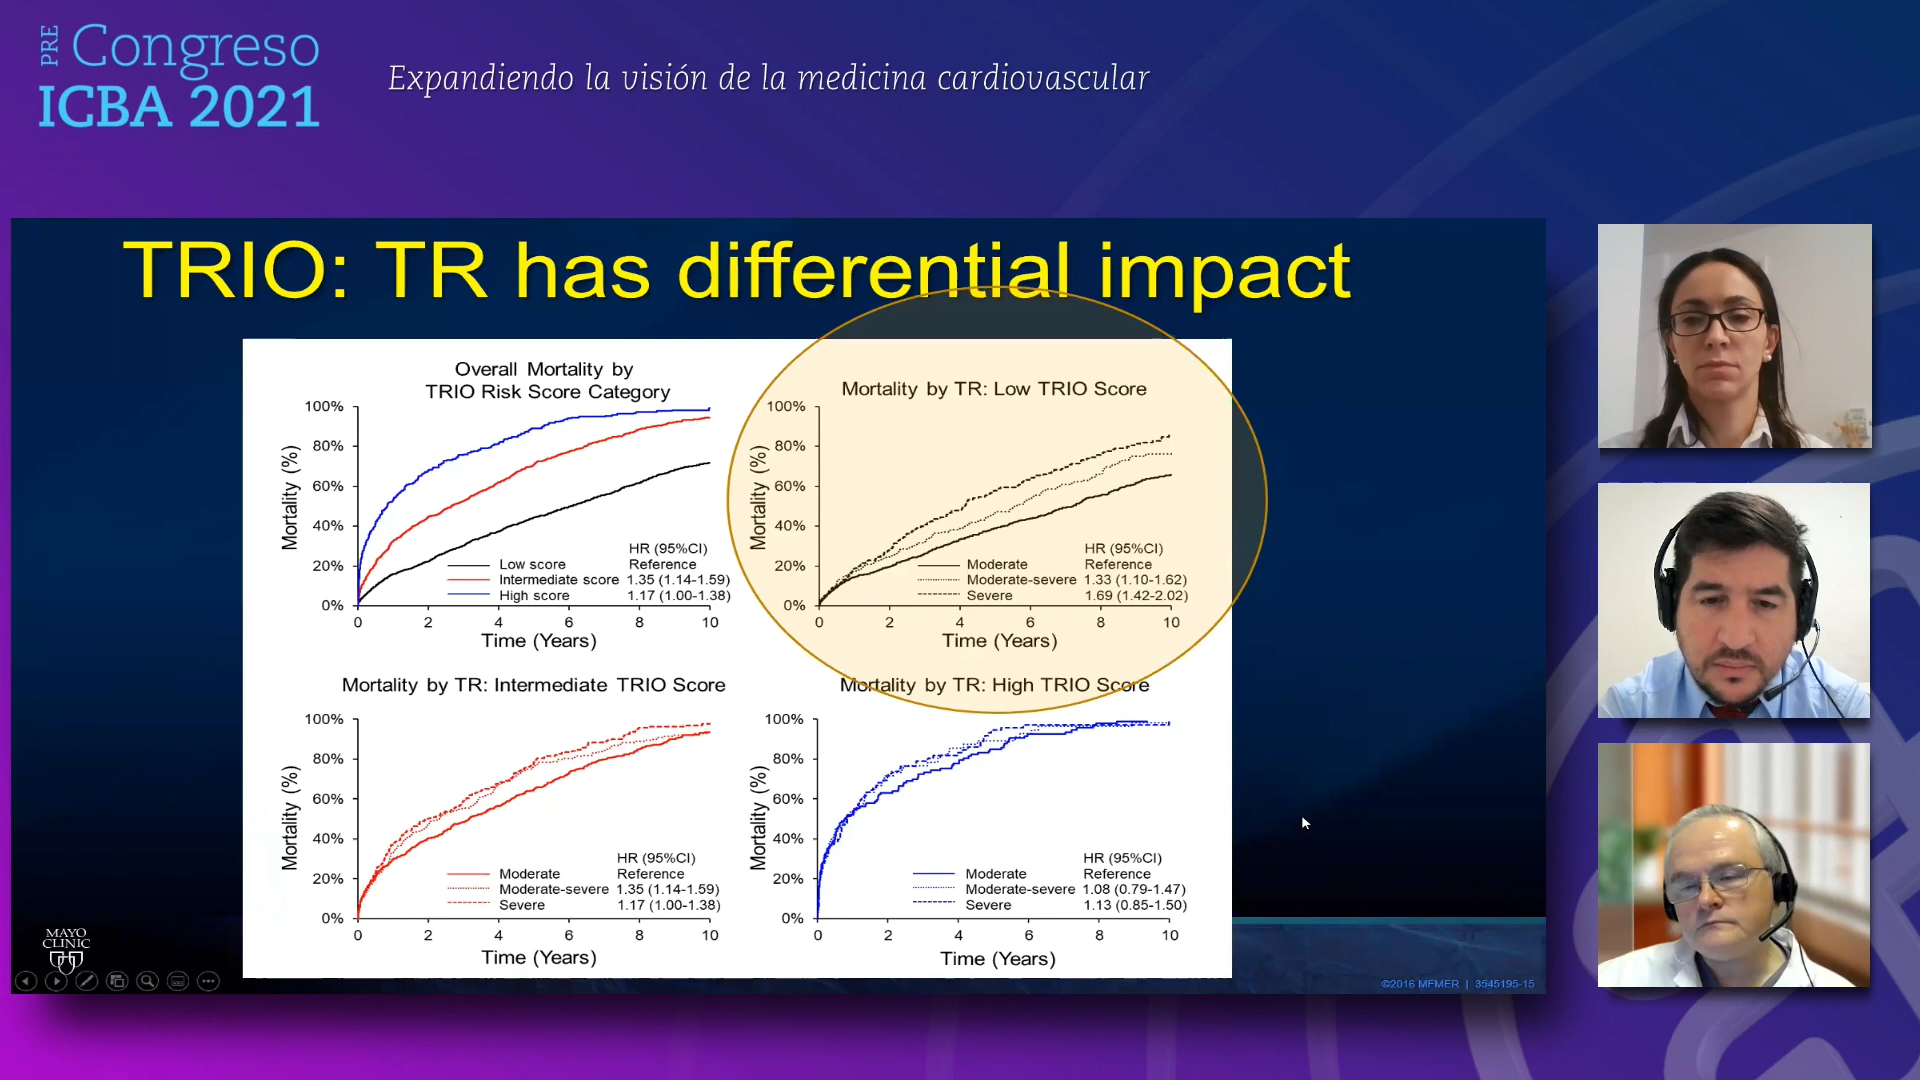 PRE
Congreso
ICBA 2021
Expandiendo la visión de la medicina cardiovascular
TRIO: TR has differential impact
Overall Mortality by
TRIO Risk Score Category
100%
80%
60%
40%
20%
0%
Mortality (%)
HR (95%CI)
Low score Reference
Intermediate score 1.35 (1.14-1.59)
High score 1.17 (1.00-1.38)
0 2 4 6 8 10
Time (Years)
Mortality by TR: Low TRIO Score
100%
80%
60%
40%
20%
0%
Mortality (%)
HR (95%CI)
Moderate Reference
Moderate-severe 1.33 (1.10-1.62)
Severe 1.69 (1.42-2.02)
0 2 4 6 8 10
Time (Years)
Mortality by TR: Intermediate TRIO Score
100%
80%
60%
40%
20%
0%
Mortality (%)
HR (95%CI)
Moderate Reference
Moderate-severe 1.35 (1.14-1.59)
Severe 1.17 (1.00-1.38)
0 2 4 6 8 10
Time (Years)
Mortality by TR: High TRIO Score
100%
80%
60%
40%
20%
0%
Mortality (%)
HR (95%CI)
Moderate Reference
Moderate-severe 1.08 (0.79-1.47)
Severe 1.13 (0.85-1.50)
0 2 4 6 8 10
Time (Years)
MAYO
CLINIC
©2016 MFMER | 3545195-15